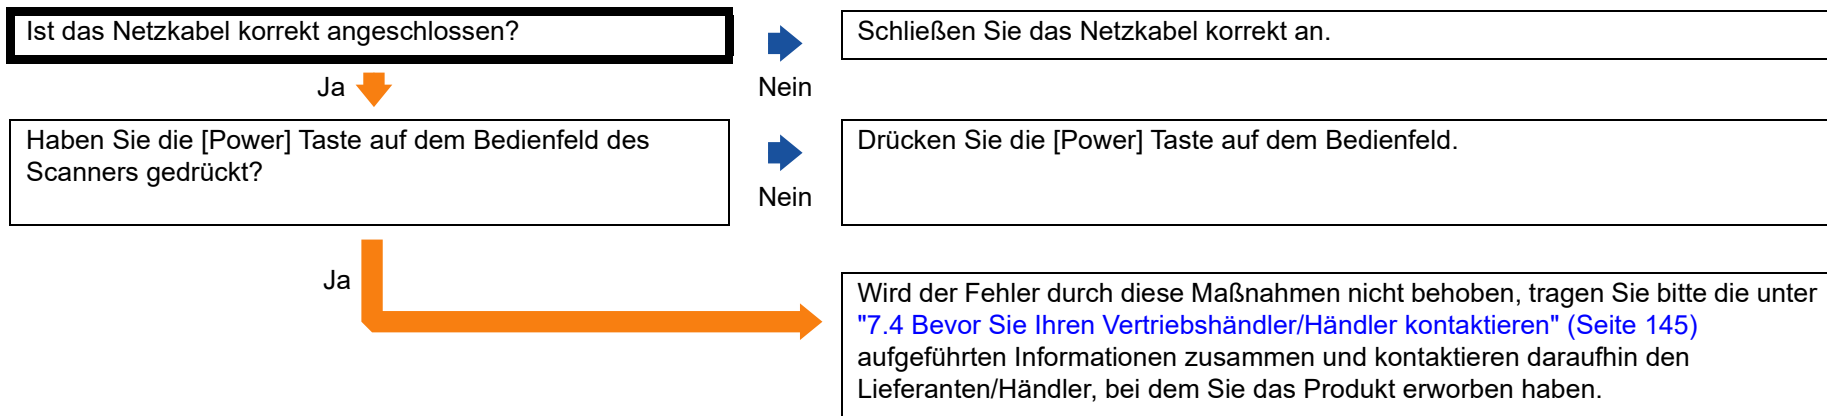 Ist das Netzkabel korrekt angeschlossen?
Schließen Sie das Netzkabel korrekt an.
Ja
Nein
Haben Sie die [Power] Taste auf dem Bedienfeld des
Scanners gedrückt?
Drücken Sie die [Power] Taste auf dem Bedienfeld.
Nein
Ja
Wird der Fehler durch diese Maßnahmen nicht behoben, tragen Sie bitte die unter
"7.4 Bevor Sie Ihren Vertriebshändler/Händler kontaktieren" (Seite 145)
aufgeführten Informationen zusammen und kontaktieren daraufhin den
Lieferanten/Händler, bei dem Sie das Produkt erworben haben.